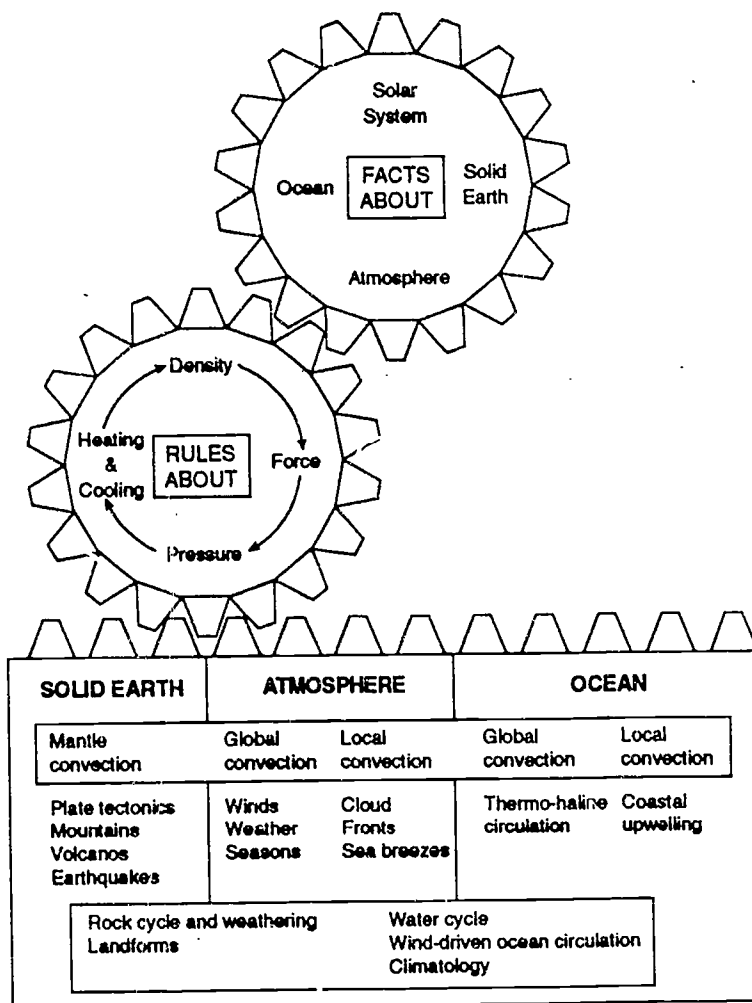 Solar
System
Ocean
FACTS
ABOUT
Solid
Earth
Atmosphere
Density
Heating
&
Cooling
RULES
ABOUT
Force
Pressure
SOLID EARTH
ATMOSPHERE
OCEAN
Mantle
convection
Global
convection
Local
convection
Global
convection
Local
convection
Plate tectonics
Mountains
Volcanos
Earthquakes
Winds
Weather
Seasons
Cloud
Fronts
Sea breezes
Thermo-haline
circulation
Coastal
upwelling
Rock cycle and weathering
Landforms
Water cycle
Wind-driven ocean circulation
Climatology